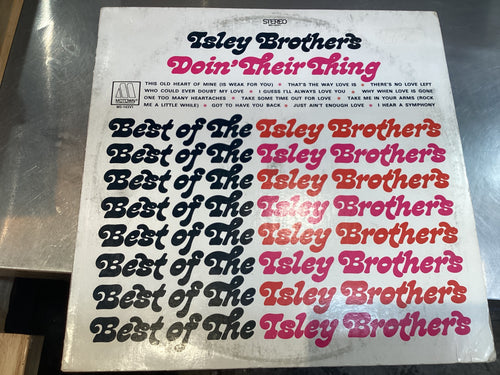 STEREO
Isley Brothers
Doin' Their Thing
THIS OLD HEART OF MINE (IS WEAK FOR YOU) • THAT'S THE WAY LOVE IS • THERE'S NO LOVE LEFT
WHO COULD EVER DOUBT MY LOVE • I GUESS I'LL ALWAYS LOVE YOU • WHY WHEN LOVE IS GONE
ONE TOO MANY HEARTACHES • TAKE SOME TIME OUT FOR LOVE • TAKE ME IN YOUR ARMS (ROCK
ME A LITTLE WHILE) • GOT TO HAVE YOU BACK • JUST AIN'T ENOUGH LOVE • I HEAR A SYMPHONY
MOTOWN
Best of The Isley Brothers
Best of The Isley Brothers
Best of The Isley Brothers
Best of The Isley Brothers
Best of The Isley Brothers
Best of The Isley Brothers
Best of The Isley Brothers
Best of The Isley Brothers